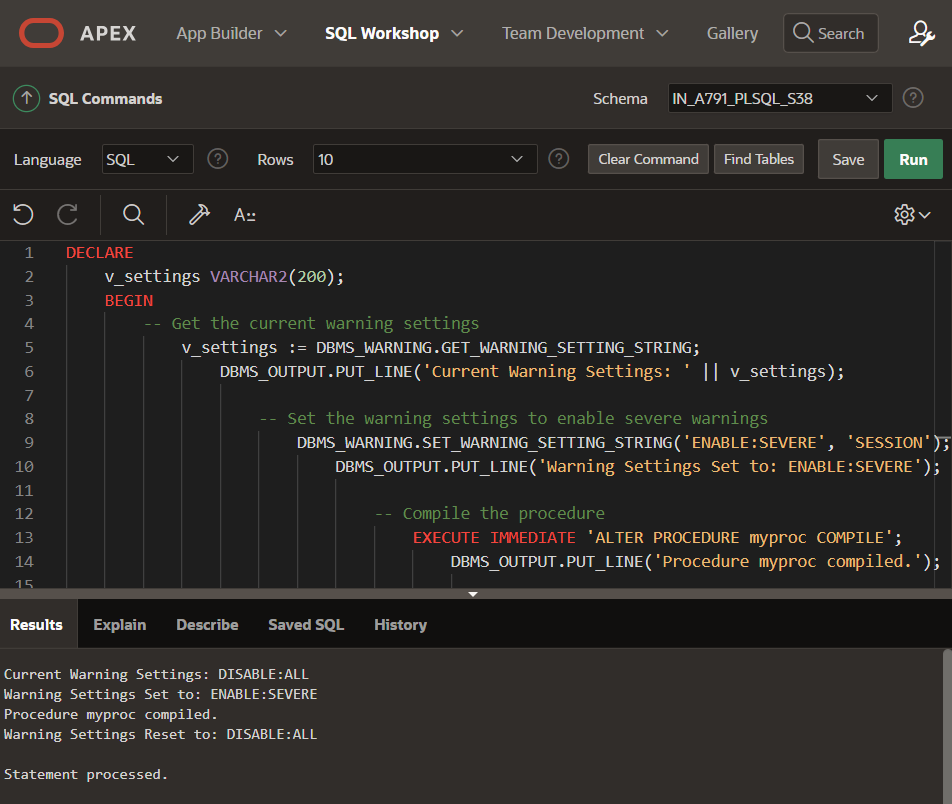 APEX App Builder SQL Workshop Team Development Gallery Search
SQL Commands Schema IN_A791_PLSQL_S38 ?
Language SQL ? Rows 10 ? Clear Command Find Tables Save Run
A::
1 DECLARE
2 v_settings VARCHAR2(200);
3 BEGIN
4 -- Get the current warning settings
5 v_settings := DBMS_WARNING.GET_WARNING_SETTING_STRING;
6 DBMS_OUTPUT.PUT_LINE('Current Warning Settings: ' || v_settings);
7
8 -- Set the warning settings to enable severe warnings
9 DBMS_WARNING.SET_WARNING_SETTING_STRING('ENABLE:SEVERE', 'SESSION');
10 DBMS_OUTPUT.PUT_LINE('Warning Settings Set to: ENABLE:SEVERE');
11
12 -- Compile the procedure
13 EXECUTE IMMEDIATE 'ALTER PROCEDURE myproc COMPILE';
14 DBMS_OUTPUT.PUT_LINE('Procedure myproc compiled.');
15
Results Explain Describe Saved SQL History
Current Warning Settings: DISABLE:ALL
Warning Settings Set to: ENABLE:SEVERE
Procedure myproc compiled.
Warning Settings Reset to: DISABLE:ALL
Statement processed.